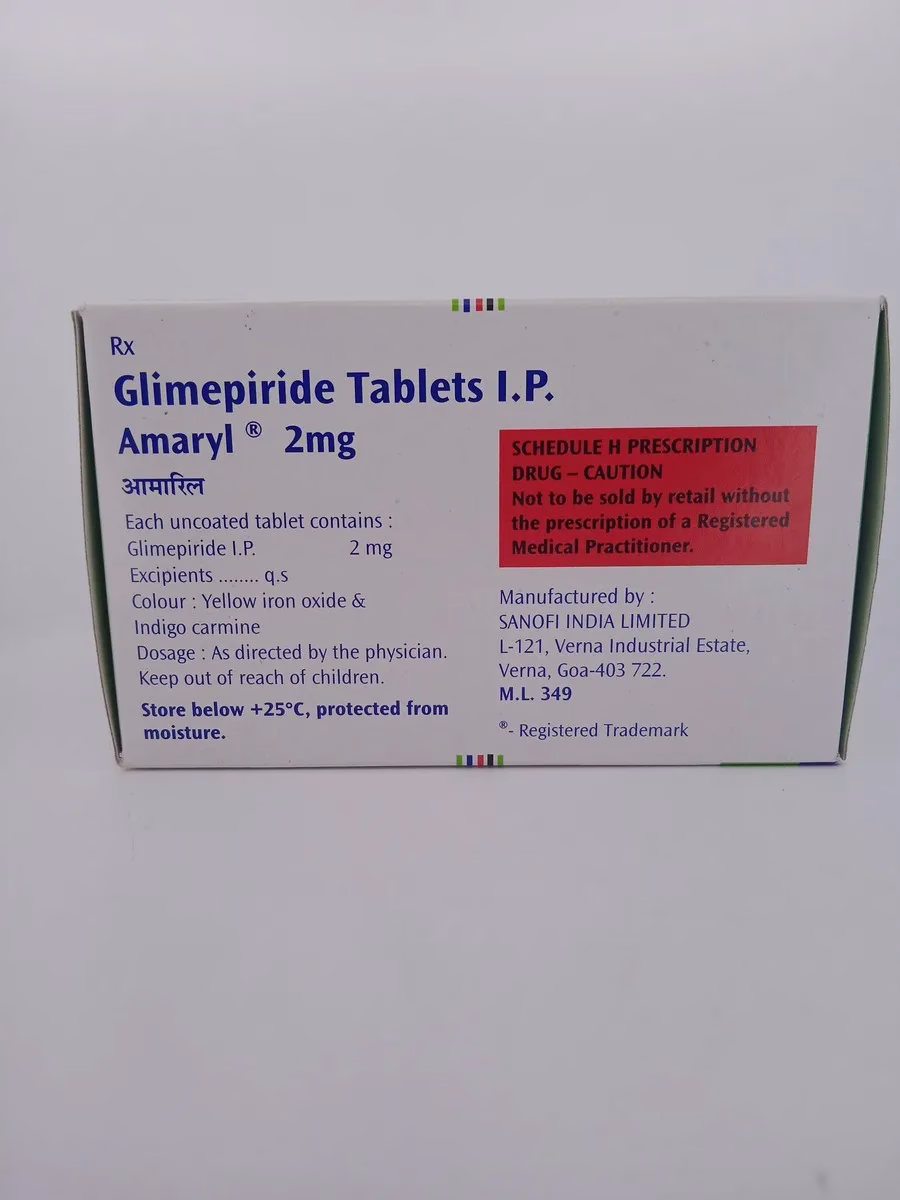 Rx
Glimepiride Tablets I.P.
Amaryl ® 2mg
आमारिल
Each uncoated tablet contains :
Glimepiride I.P. 2 mg
Excipients ........ q.s
Colour : Yellow iron oxide &
Indigo carmine
Dosage : As directed by the physician.
Keep out of reach of children.
Store below +25°C, protected from
moisture.
SCHEDULE H PRESCRIPTION
DRUG – CAUTION
Not to be sold by retail without
the prescription of a Registered
Medical Practitioner.
Manufactured by :
SANOFI INDIA LIMITED
L-121, Verna Industrial Estate,
Verna, Goa-403 722.
M.L. 349
®- Registered Trademark